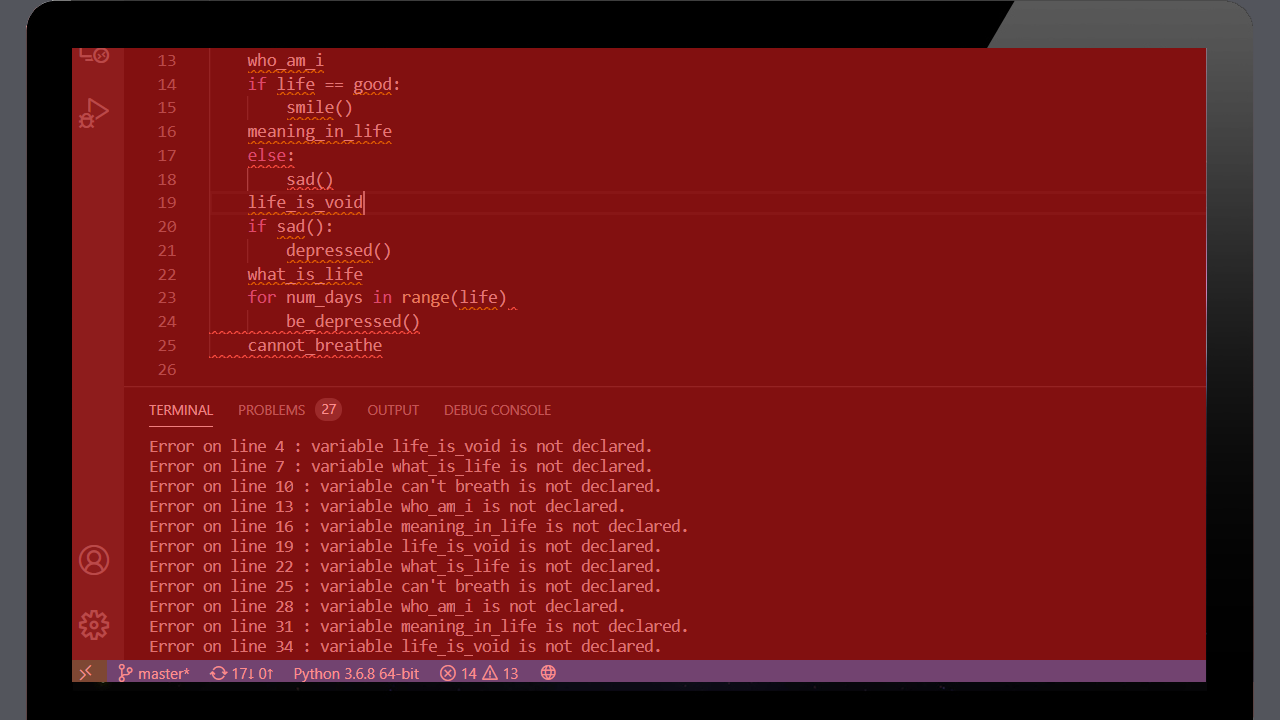 13 who_am_i
14 if life == good:
15 smile()
16 meaning_in_life
17 else:
18 sad()
19 life_is_void
20 if sad():
21 depressed()
22 what_is_life
23 for num_days in range(life)
24 be_depressed()
25 cannot_breathe
26
TERMINAL PROBLEMS 27 OUTPUT DEBUG CONSOLE
Error on line 4 : variable life_is_void is not declared.
Error on line 7 : variable what_is_life is not declared.
Error on line 10 : variable can't breath is not declared.
Error on line 13 : variable who_am_i is not declared.
Error on line 16 : variable meaning_in_life is not declared.
Error on line 19 : variable life_is_void is not declared.
Error on line 22 : variable what_is_life is not declared.
Error on line 25 : variable can't breath is not declared.
Error on line 28 : variable who_am_i is not declared.
Error on line 31 : variable meaning_in_life is not declared.
Error on line 34 : variable life_is_void is not declared.
master* 17↓ 0↑ Python 3.6.8 64-bit 14 13